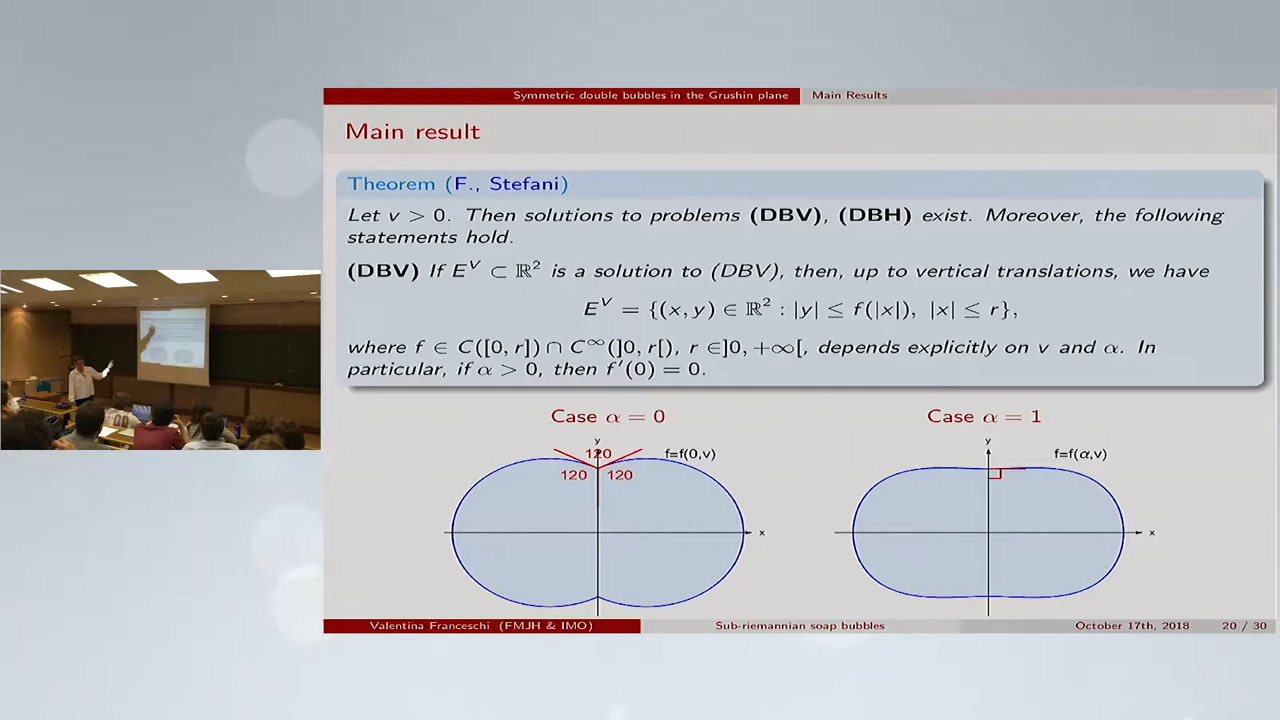 Symmetric double bubbles in the Grushin plane Main Results
Main result
Theorem (F., Stefani)
Let v > 0. Then solutions to problems (DBV), (DBH) exist. Moreover, the following
statements hold.
(DBV) If E^V ⊂ ℝ² is a solution to (DBV), then, up to vertical translations, we have
E^V = {(x, y) ∈ ℝ² : |y| ≤ f(|x|), |x| ≤ r},
where f ∈ C([0, r]) ∩ C^∞(]0, r[), r ∈]0, +∞[, depends explicitly on v and α. In
particular, if α > 0, then f′(0) = 0.
Case α = 0
y
120
f=f(0,v)
120 120
x
Case α = 1
y
f=f(α,v)
x
Valentina Franceschi (FMJH & IMO) Sub-riemannian soap bubbles October 17th, 2018 20 / 30